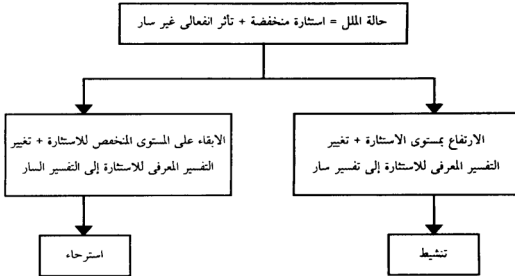 حالة الملل = استثارة منخفضة + تأثر انفعالى غير سار
الارتفاع بمستوى الاستثارة + تغيير
التفسير المعرفى للاستثارة إلى تفسير سار
الابقاء على المستوى المنخفض للاستثارة + تغيير
التفسير المعرفى للاستثارة إلى التفسير السار
تنشيط
استرخاء